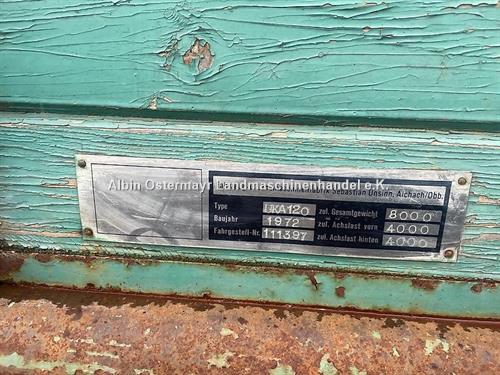 Albin Ostermayr Landmaschinenhandel e.K.
Sebastian Unsinn, Aichach/Obb.
Type UKA120 zul. Gesamtgewicht 8000
Baujahr 1972 zul. Achslast vorn 4000
Fahrgestell-Nr. 111397 zul. Achslast hinten 4000